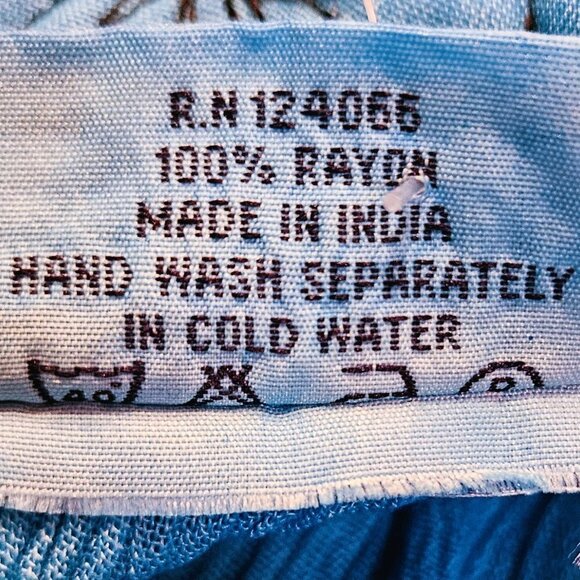 R.N 124066
100% RAYON
MADE IN INDIA
HAND WASH SEPARATELY
IN COLD WATER